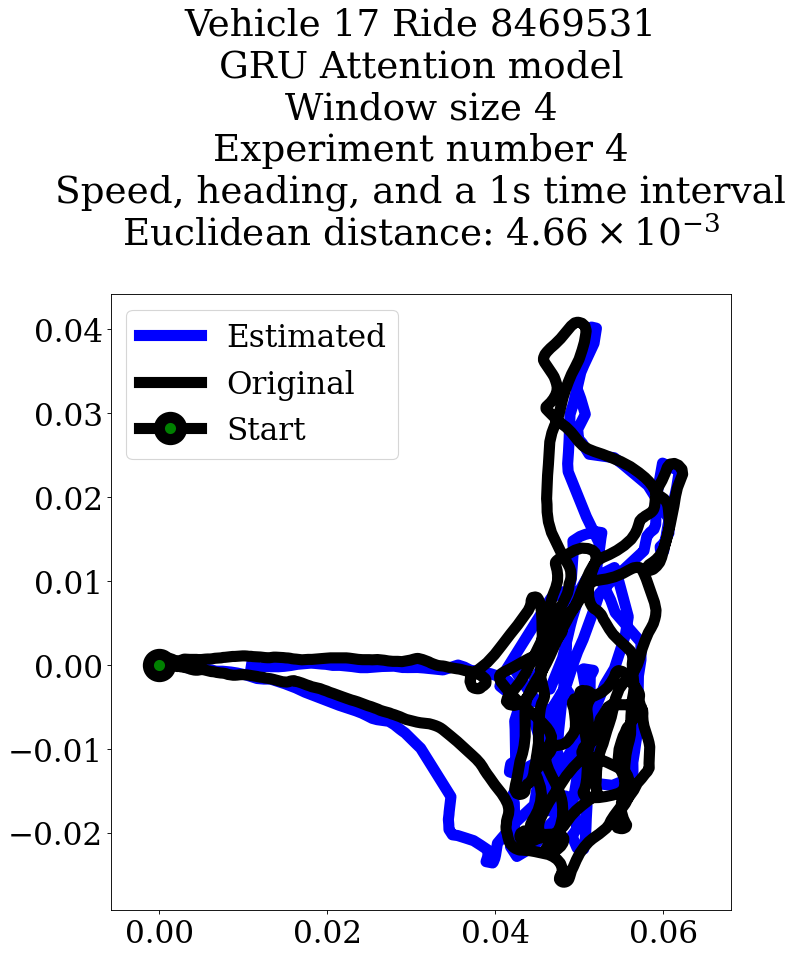 Vehicle 17 Ride 8469531
GRU Attention model
Window size 4
Experiment number 4
Speed, heading, and a 1s time interval
Euclidean distance: 4.66 × 10⁻³
Estimated
Original
Start
0.04
0.03
0.02
0.01
0.00
−0.01
−0.02
0.00 0.02 0.04 0.06